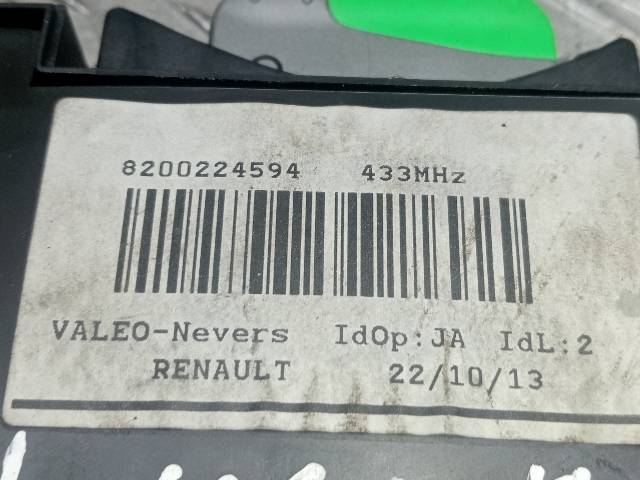 8200224594 433MHz
VALEO-Nevers IdOp:JA IdL:2
RENAULT 22/10/13